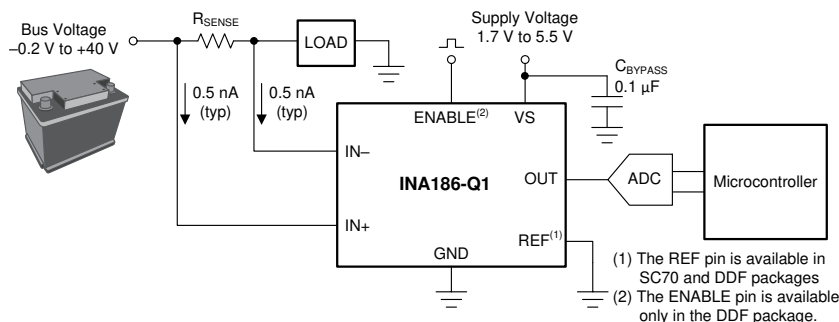 Bus Voltage
–0.2 V to +40 V
RSENSE
LOAD
Supply Voltage
1.7 V to 5.5 V
CBYPASS
0.1 µF
0.5 nA
(typ)
0.5 nA
(typ)
ENABLE(2)
VS
IN–
INA186-Q1
OUT
ADC
Microcontroller
IN+
REF(1)
GND
(1) The REF pin is available in
SC70 and DDF packages
(2) The ENABLE pin is available
only in the DDF package.